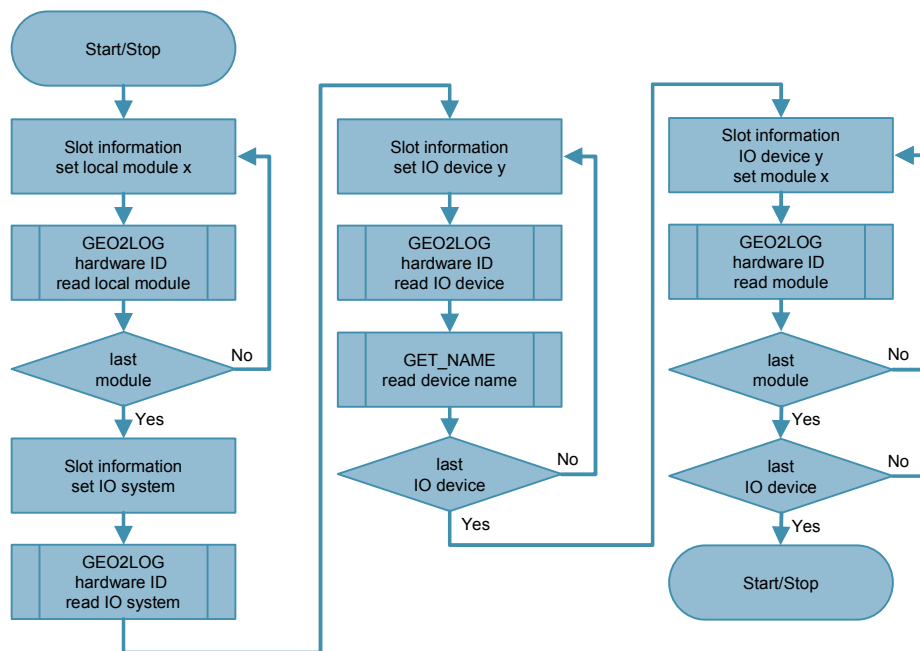 Start/Stop
Slot information
set local module x
GEO2LOG
hardware ID
read local module
last
module
No
Yes
Slot information
set IO system
GEO2LOG
hardware ID
read IO system
Slot information
set IO device y
GEO2LOG
hardware ID
read IO device
GET_NAME
read device name
last
IO device
No
Yes
Slot information
IO device y
set module x
GEO2LOG
hardware ID
read module
last
module
No
Yes
last
IO device
No
Yes
Start/Stop